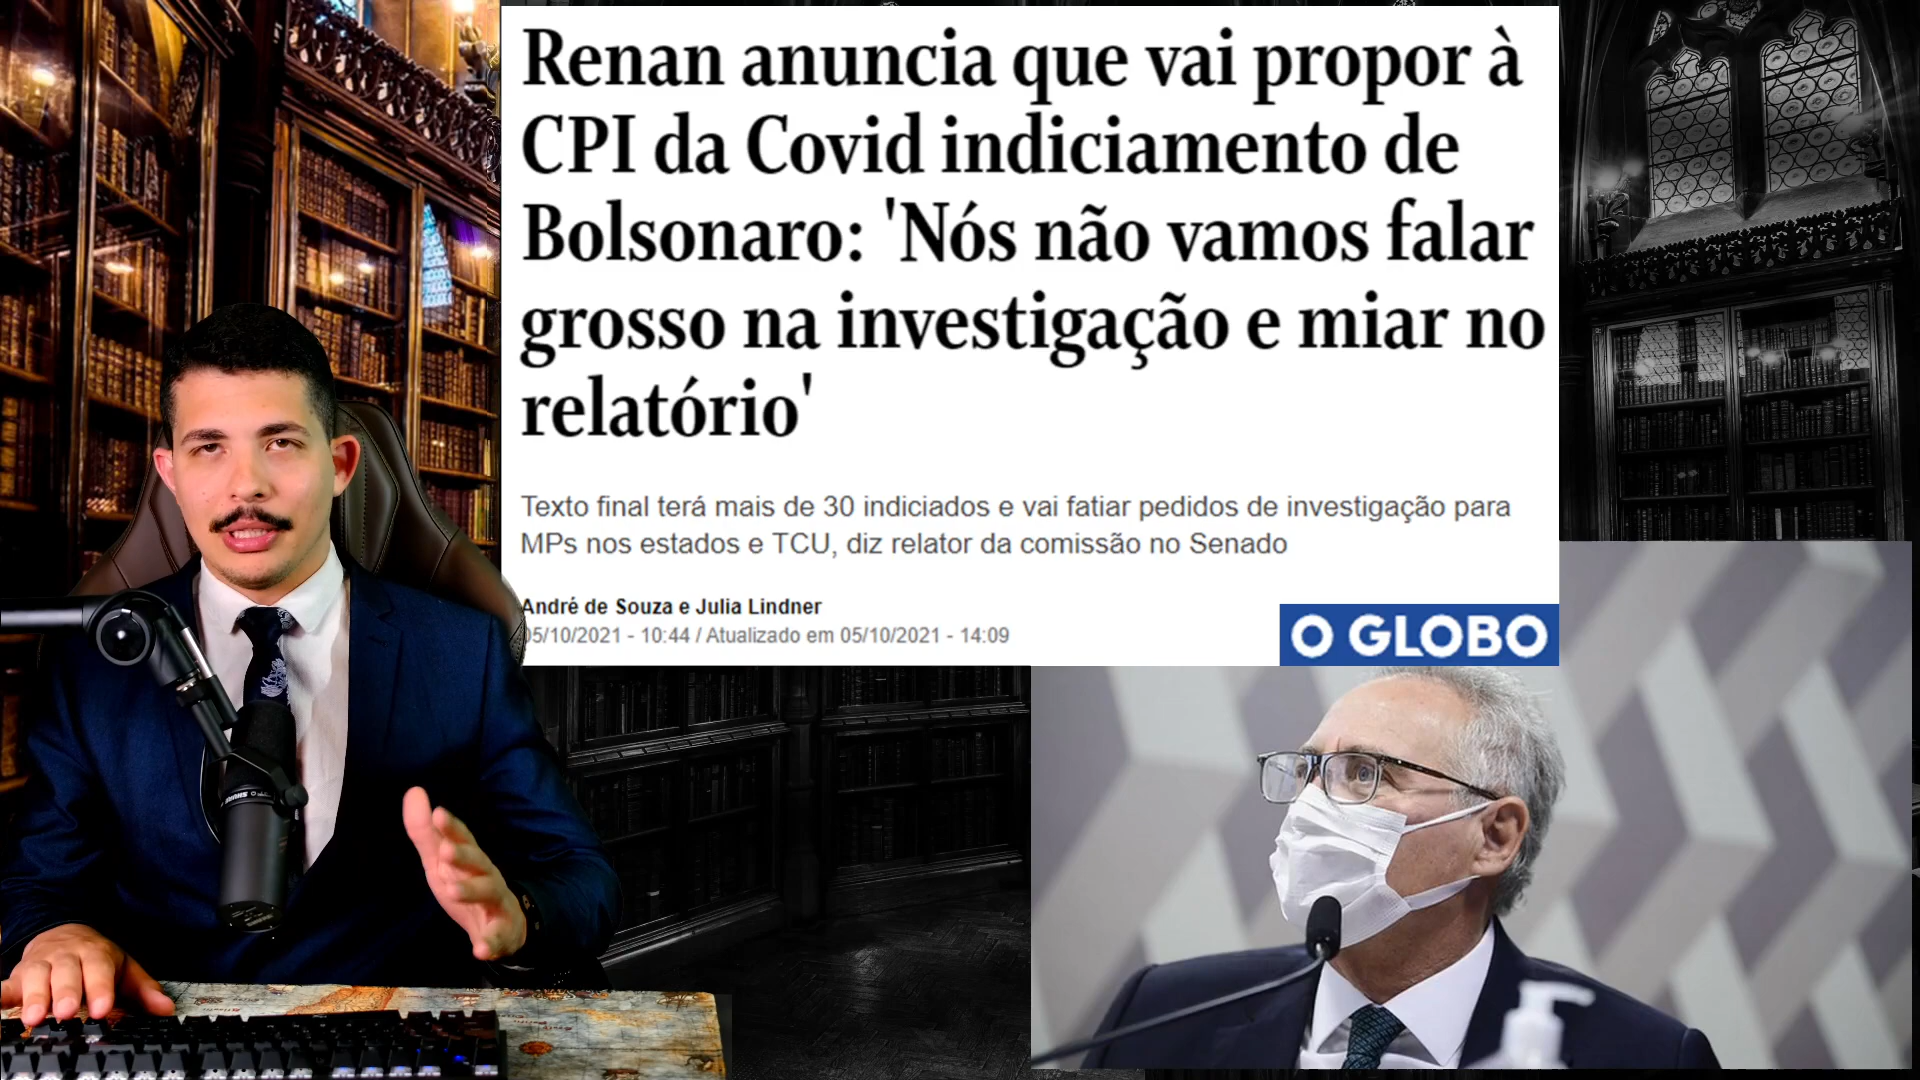 Renan anuncia que vai propor à
CPI da Covid indiciamento de
Bolsonaro: 'Nós não vamos falar
grosso na investigação e miar no
relatório'
Texto final terá mais de 30 indiciados e vai fatiar pedidos de investigação para
MPs nos estados e TCU, diz relator da comissão no Senado
André de Souza e Julia Lindner
05/10/2021 - 10:44 / Atualizado em 05/10/2021 - 14:09
O GLOBO
SHURE